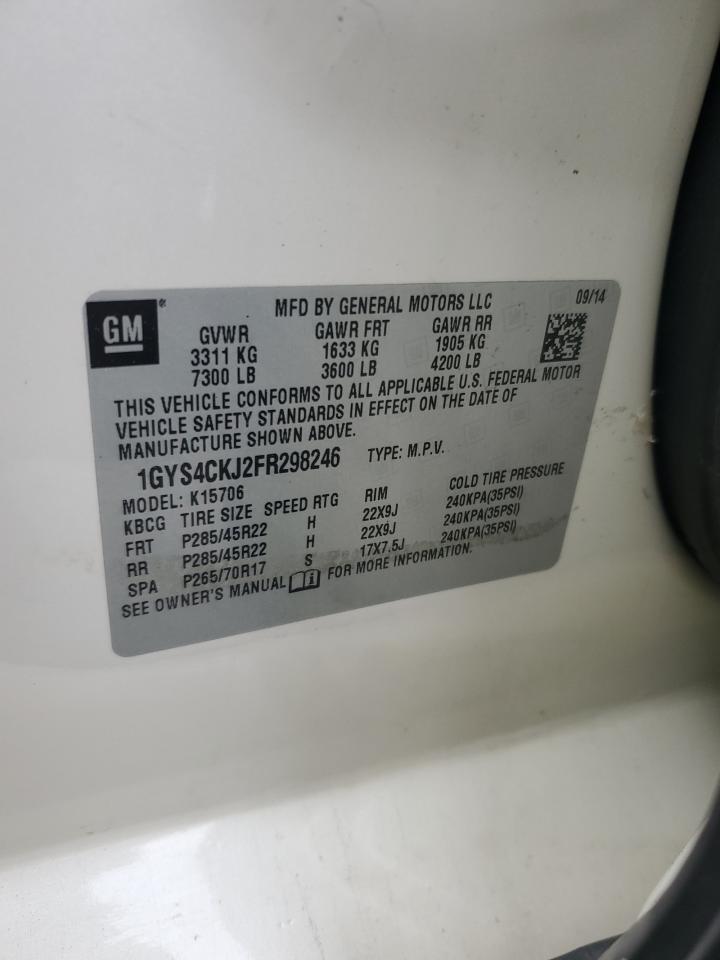 GM
MFD BY GENERAL MOTORS LLC 09/14
GVWR GAWR FRT GAWR RR
3311 KG 1633 KG 1905 KG
7300 LB 3600 LB 4200 LB
THIS VEHICLE CONFORMS TO ALL APPLICABLE U.S. FEDERAL MOTOR
VEHICLE SAFETY STANDARDS IN EFFECT ON THE DATE OF
MANUFACTURE SHOWN ABOVE.
1GYS4CKJ2FR298246 TYPE: M.P.V.
MODEL: K15706
KBCG TIRE SIZE SPEED RTG RIM COLD TIRE PRESSURE
FRT P285/45R22 H 22X9J 240KPA(35PSI)
RR P285/45R22 H 22X9J 240KPA(35PSI)
SPA P265/70R17 S 17X7.5J 240KPA(35PSI)
SEE OWNER'S MANUAL i FOR MORE INFORMATION.